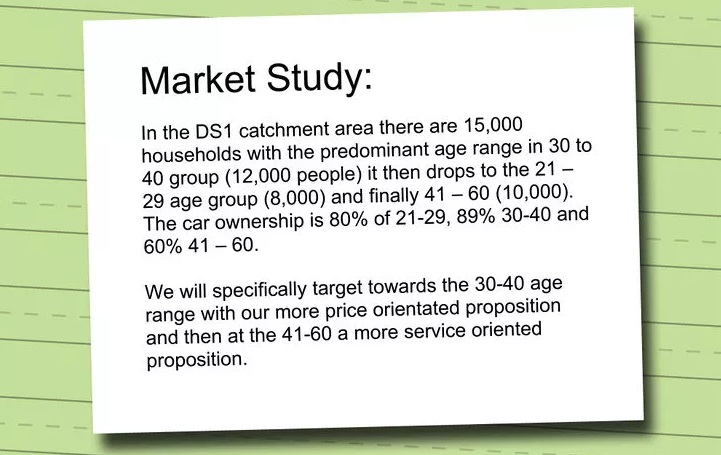 Market Study:
In the DS1 catchment area there are 15,000
households with the predominant age range in 30 to
40 group (12,000 people) it then drops to the 21 –
29 age group (8,000) and finally 41 – 60 (10,000).
The car ownership is 80% of 21-29, 89% 30-40 and
60% 41 – 60.
We will specifically target towards the 30-40 age
range with our more price orientated proposition
and then at the 41-60 a more service oriented
proposition.